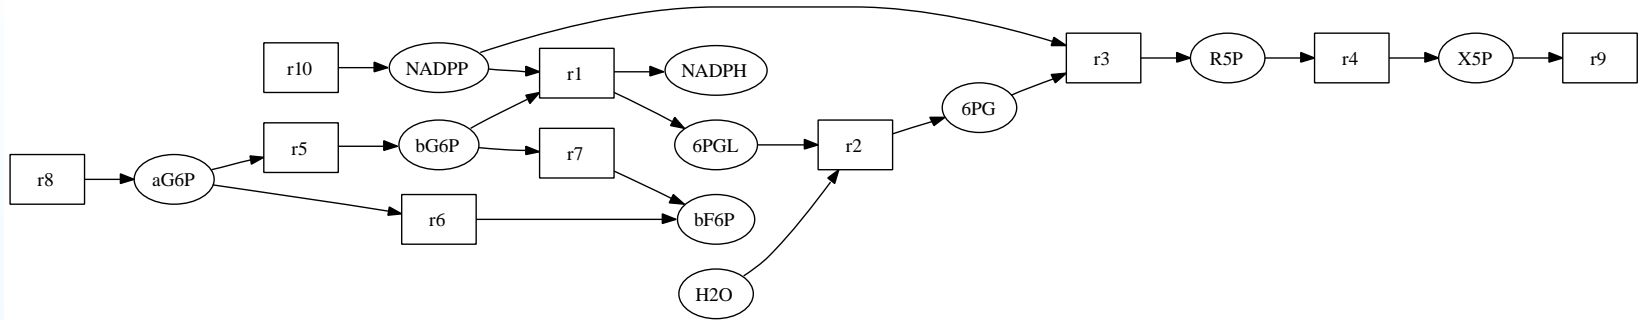 r10
NADPP
r1
NADPH
r3
R5P
r4
X5P
r9
6PG
r5
bG6P
r7
6PGL
r2
r8
aG6P
r6
bF6P
H2O